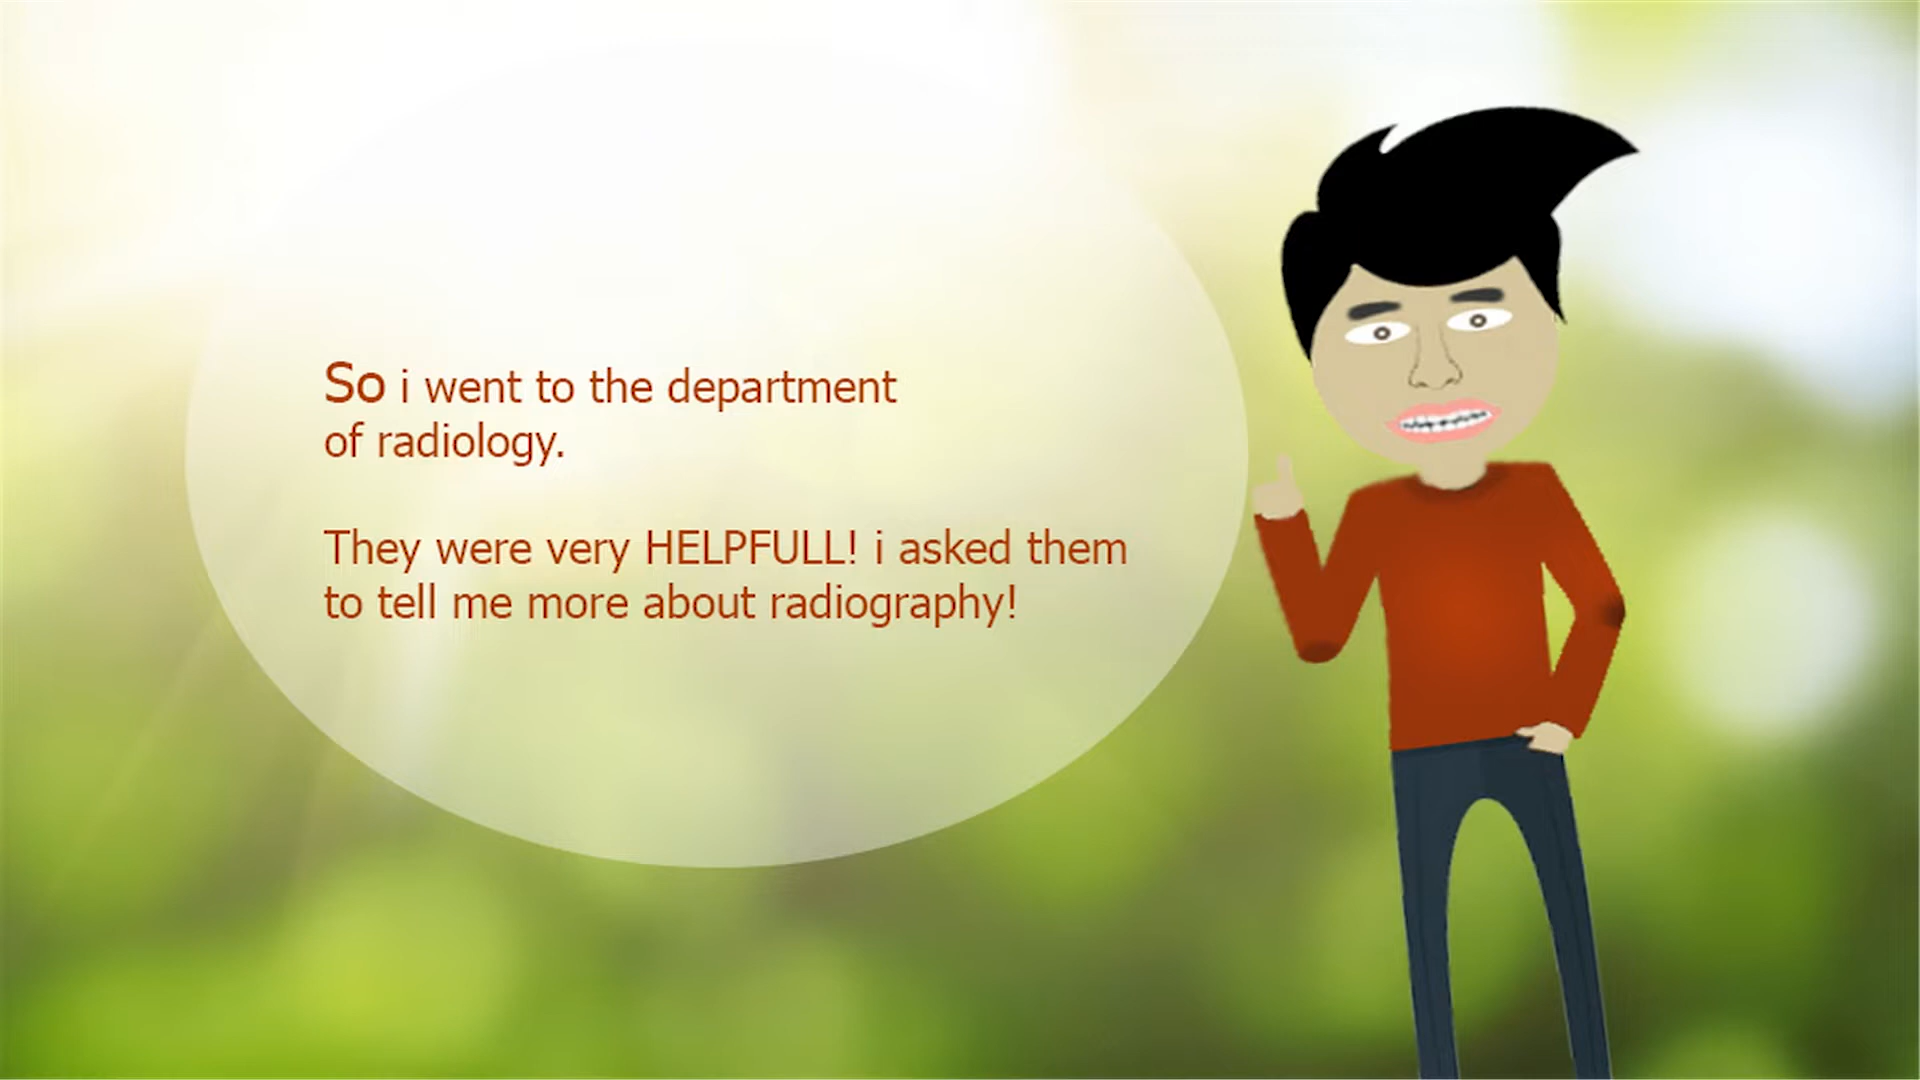 So i went to the department
of radiology.
They were very HELPFULL! i asked them
to tell me more about radiography!